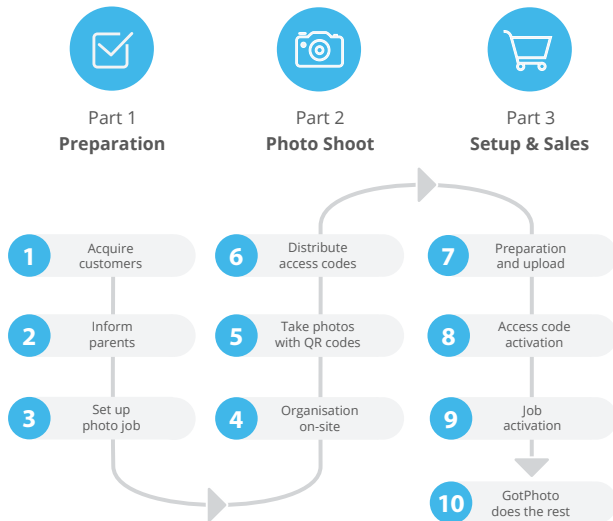 Part 1
Preparation
Part 2
Photo Shoot
Part 3
Setup & Sales
1
Acquire
customers
2
Inform
parents
3
Set up
photo job
4
Organisation
on-site
5
Take photos
with QR codes
6
Distribute
access codes
7
Preparation
and upload
8
Access code
activation
9
Job
activation
10
GotPhoto
does the rest